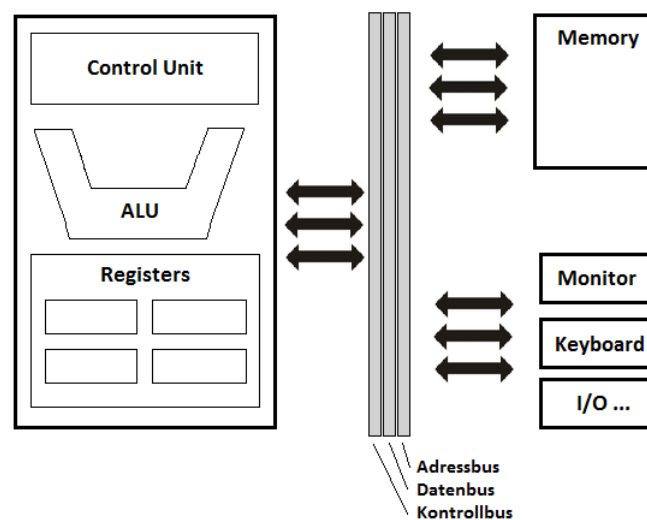 Control Unit
ALU
Registers
Memory
Monitor
Keyboard
I/O ...
Adressbus
Datenbus
Kontrollbus